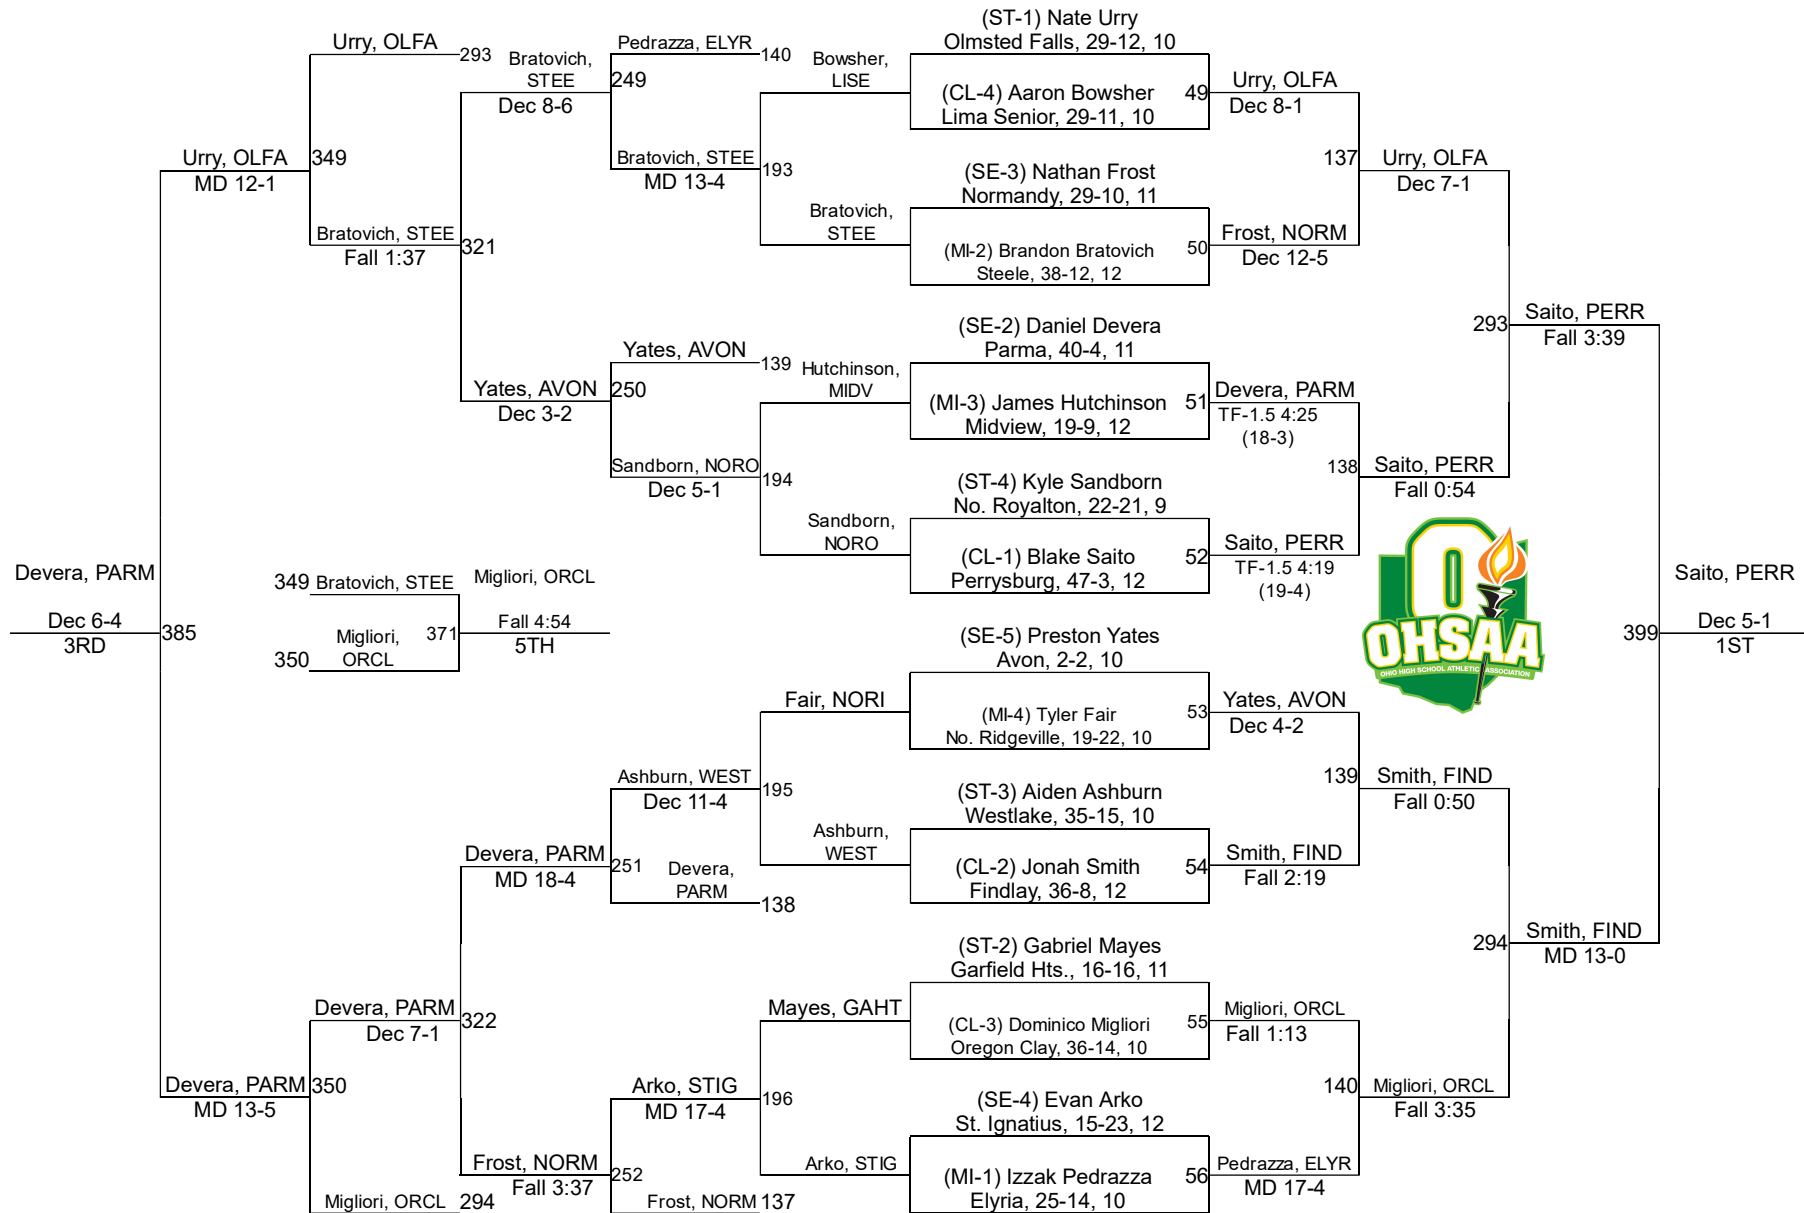 (ST-1) Nate Urry
Olmsted Falls, 29-12, 10
(CL-4) Aaron Bowsher
Lima Senior, 29-11, 10
49
(SE-3) Nathan Frost
Normandy, 29-10, 11
(MI-2) Brandon Bratovich
Steele, 38-12, 12
50
(SE-2) Daniel Devera
Parma, 40-4, 11
(MI-3) James Hutchinson
Midview, 19-9, 12
51
(ST-4) Kyle Sandborn
No. Royalton, 22-21, 9
(CL-1) Blake Saito
Perrysburg, 47-3, 12
52
(SE-5) Preston Yates
Avon, 2-2, 10
(MI-4) Tyler Fair
No. Ridgeville, 19-22, 10
53
(ST-3) Aiden Ashburn
Westlake, 35-15, 10
(CL-2) Jonah Smith
Findlay, 36-8, 12
54
(ST-2) Gabriel Mayes
Garfield Hts., 16-16, 11
(CL-3) Dominico Migliori
Oregon Clay, 36-14, 10
55
(SE-4) Evan Arko
St. Ignatius, 15-23, 12
(MI-1) Izzak Pedrazza
Elyria, 25-14, 10
56
Urry, OLFA
Dec 8-1
137
Frost, NORM
Dec 12-5
Devera, PARM
TF-1.5 4:25
(18-3)
138
Saito, PERR
TF-1.5 4:19
(19-4)
Yates, AVON
Dec 4-2
139
Smith, FIND
Fall 2:19
Migliori, ORCL
Fall 1:13
140
Pedrazza, ELYR
MD 17-4
Urry, OLFA
Dec 7-1
293
Saito, PERR
Fall 0:54
Smith, FIND
Fall 0:50
294
Migliori, ORCL
Fall 3:35
Saito, PERR
Fall 3:39
399
Smith, FIND
MD 13-0
Saito, PERR
Dec 5-1
1ST
O
OHSAA
OHIO HIGH SCHOOL ATHLETIC ASSOCIATION
Bowsher,
LISE
193
Bratovich,
STEE
Hutchinson,
MIDV
194
Sandborn,
NORO
Fair, NORI
195
Ashburn,
WEST
Mayes, GAHT
196
Arko, STIG
Pedrazza, ELYR
140
249
Bratovich, STEE
MD 13-4
Yates, AVON
139
250
Sandborn, NORO
Dec 5-1
Ashburn, WEST
Dec 11-4
251
Devera,
PARM
138
Arko, STIG
MD 17-4
252
Frost, NORM
137
Bratovich,
STEE
Dec 8-6
321
Yates, AVON
Dec 3-2
Devera, PARM
MD 18-4
322
Frost, NORM
Fall 3:37
Urry, OLFA
293
349
Bratovich, STEE
Fall 1:37
Devera, PARM
Dec 7-1
350
Migliori, ORCL
294
Urry, OLFA
MD 12-1
385
Devera, PARM
MD 13-5
Devera, PARM
Dec 6-4
3RD
349
Bratovich, STEE
350
Migliori,
ORCL
371
Migliori, ORCL
Fall 4:54
5TH